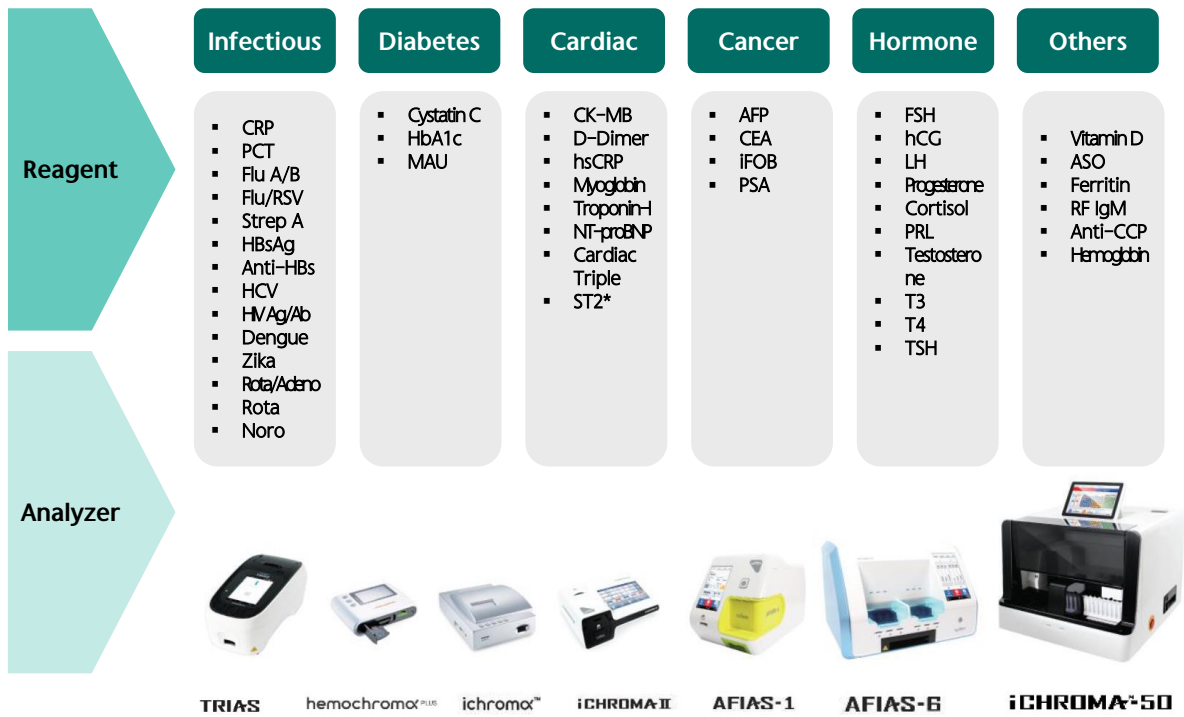 Infectious
Diabetes
Cardiac
Cancer
Hormone
Others
Reagent
▪ CRP
▪ PCT
▪ Flu A/B
▪ Flu/RSV
▪ Strep A
▪ HBsAg
▪ Anti-HBs
▪ HCV
▪ HIV Ag/Ab
▪ Dengue
▪ Zika
▪ Rota/Adeno
▪ Rota
▪ Noro
▪ Cystatin C
▪ HbA1c
▪ MAU
▪ CK-MB
▪ D-Dimer
▪ hsCRP
▪ Myoglobin
▪ Troponin-I
▪ NT-proBNP
▪ Cardiac
Triple
▪ ST2*
▪ AFP
▪ CEA
▪ iFOB
▪ PSA
▪ FSH
▪ hCG
▪ LH
▪ Progesterone
▪ Cortisol
▪ PRL
▪ Testostero
ne
▪ T3
▪ T4
▪ TSH
▪ Vitamin D
▪ ASO
▪ Ferritin
▪ RF IgM
▪ Anti-CCP
▪ Hemoglobin
Analyzer
TRIAS
hemochroma PLUS
ichroma™
iCHROMA II
AFIAS-1
AFIAS-6
iCHROMA™-50